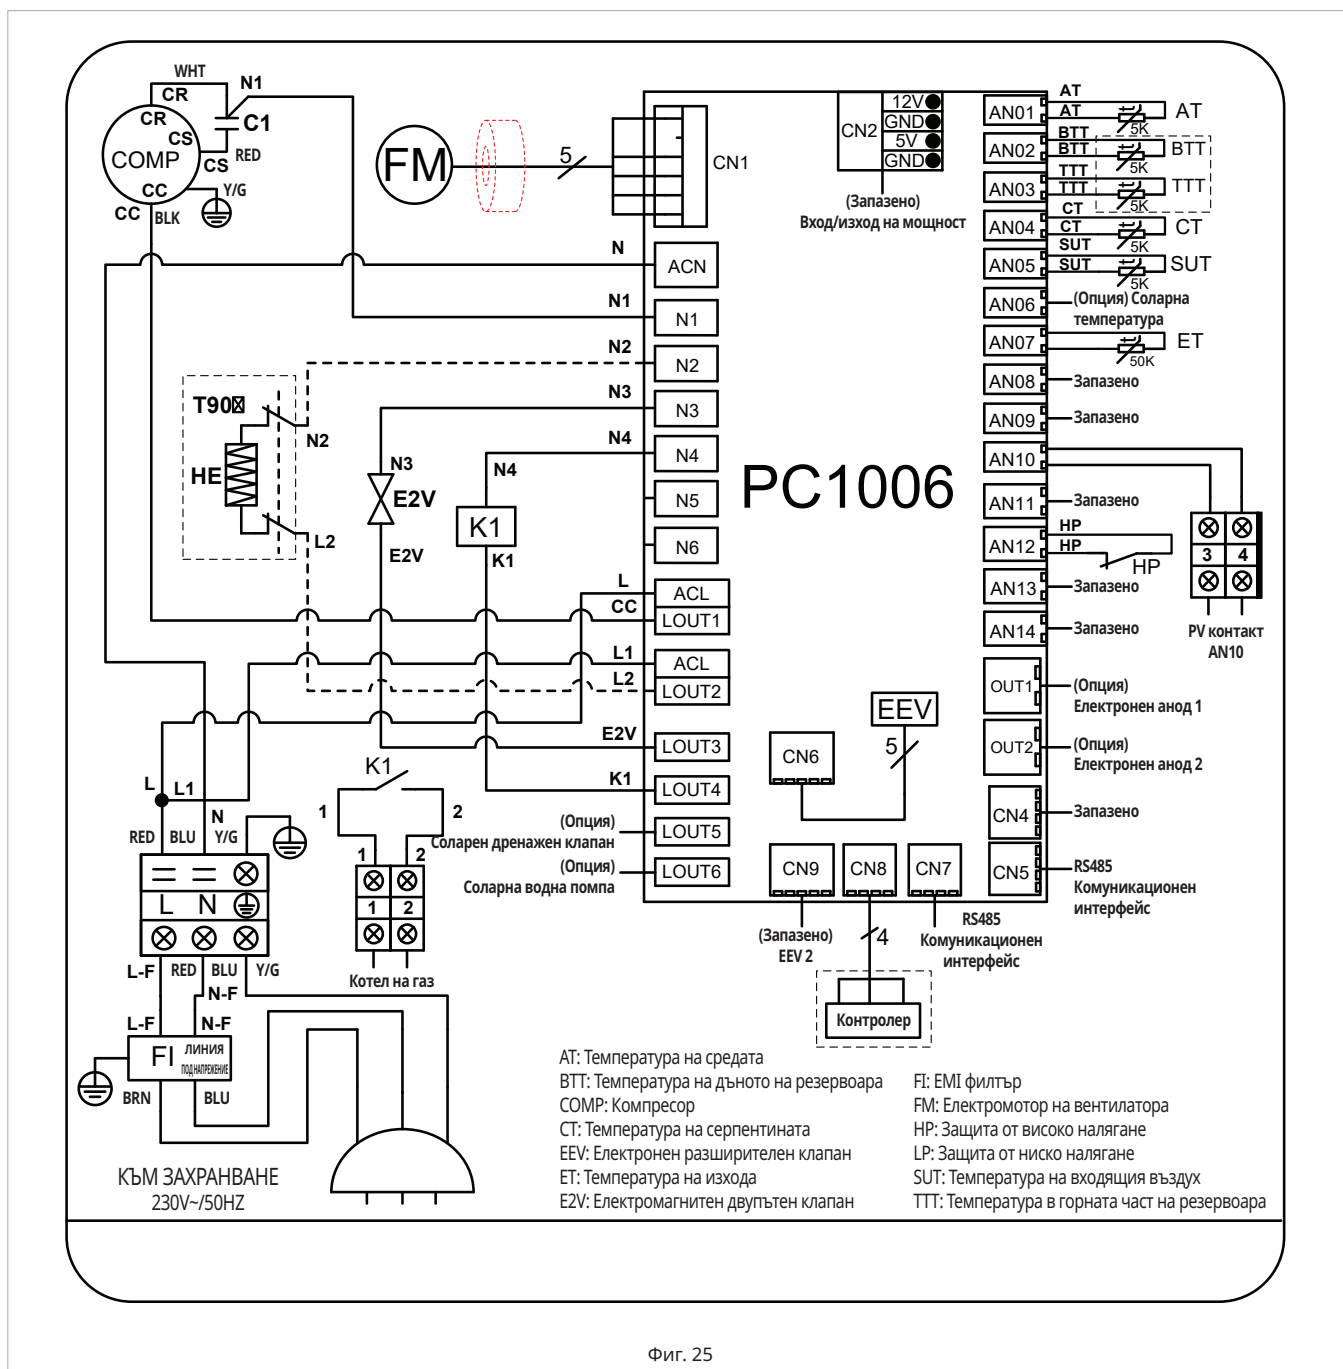 WHT
CR
N1
CR
CS
C1
COMP
CS
RED
CC
Y/G
CC
BLK
FM
5
CN1
CN2
12V
GND
5V
GND
(Запазено)
Вход/изход на мощност
AN01
AT
AT
5K
AT
AN02
BTT
BTT
5K
BTT
AN03
TTT
TTT
5K
TTT
AN04
CT
CT
5K
CT
AN05
SUT
SUT
5K
SUT
AN06
(Опция) Соларна
температура
AN07
50K
ET
AN08
Запазено
AN09
Запазено
AN10
AN11
Запазено
AN12
HP
HP
HP
AN13
Запазено
AN14
Запазено
3
4
PV контакт
AN10
OUT1
(Опция)
Електронен анод 1
OUT2
(Опция)
Електронен анод 2
CN4
Запазено
CN5
RS485
Комуникационен
интерфейс
N
ACN
N1
N1
N2
N2
N3
N3
N4
N4
N5
N6
PC1006
T90
N2
HE
L2
N3
E2V
E2V
N4
K1
K1
L
ACL
CC
LOUT1
L1
ACL
L2
LOUT2
E2V
LOUT3
K1
LOUT4
(Опция)
Соларен дренажен клапан
LOUT5
(Опция)
Соларна водна помпа
LOUT6
EEV
5
CN6
CN9
CN8
CN7
(Запазено)
EEV 2
4
RS485
Комуникационен
интерфейс
Контролер
K1
1
2
1
2
1
2
Котел на газ
L
L1
N
RED
BLU
Y/G
L
N
L-F
RED
BLU
Y/G
N-F
L-F
N-F
FI
ЛИНИЯ
ПОД НАПРЕЖЕНИЕ
BRN
BLU
КЪМ ЗАХРАНВАНЕ
230V~/50HZ
AT: Температура на средата
BTT: Температура на дъното на резервоара
COMP: Компресор
CT: Температура на серпентината
EEV: Електронен разширителен клапан
ET: Температура на изхода
E2V: Електромагнитен двупътен клапан
FI: EMI филтър
FM: Електромотор на вентилатора
HP: Защита от високо налягане
LP: Защита от ниско налягане
SUT: Температура на входящия въздух
TTT: Температура в горната част на резервоара
Фиг. 25